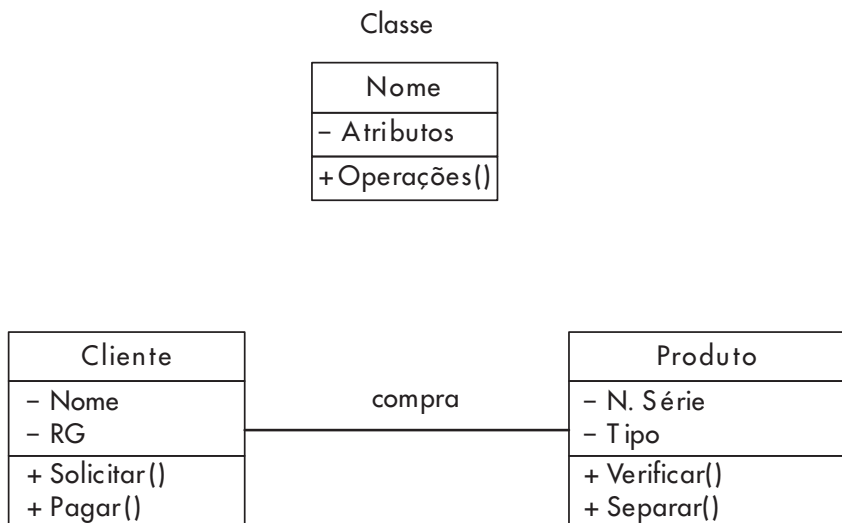 Classe
Nome
– Atributos
+Operações()
Cliente
– Nome
– RG
+ Solicitar()
+ Pagar()
compra
Produto
– N. Série
– Tipo
+ Verificar()
+ Separar()